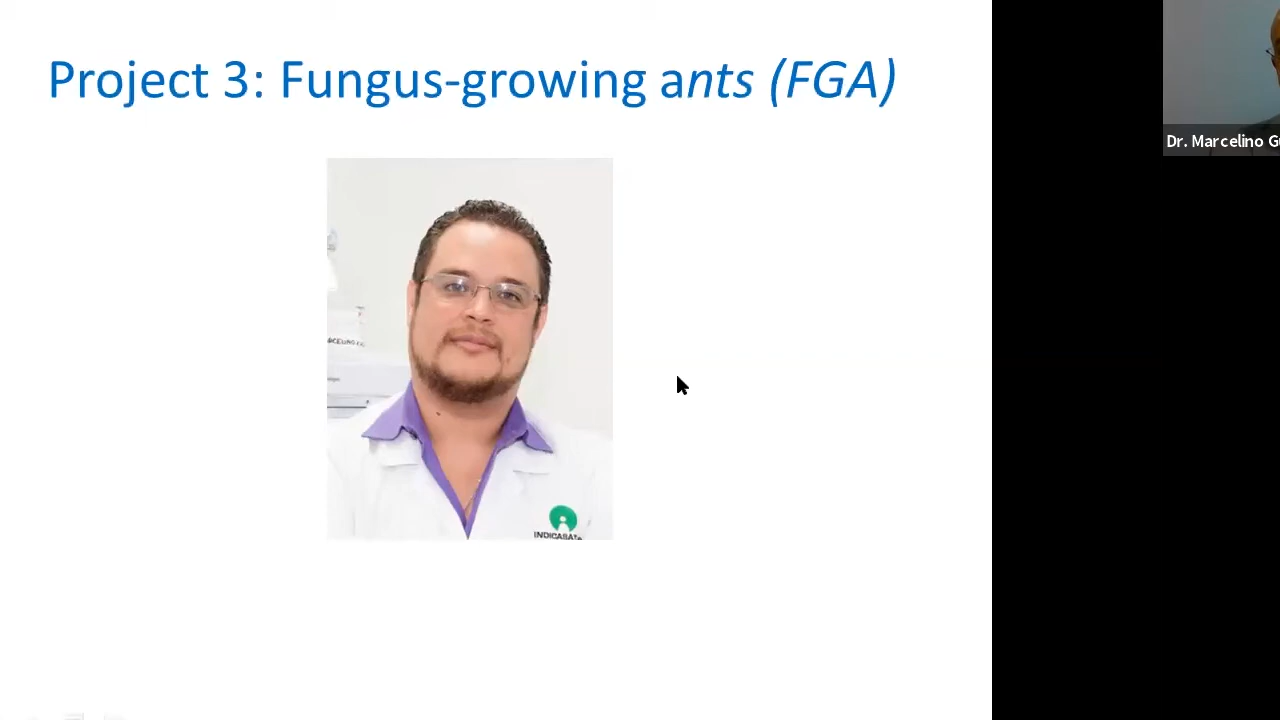 Project 3: Fungus-growing ants (FGA)
Dr. Marcelino G
INDICASAT